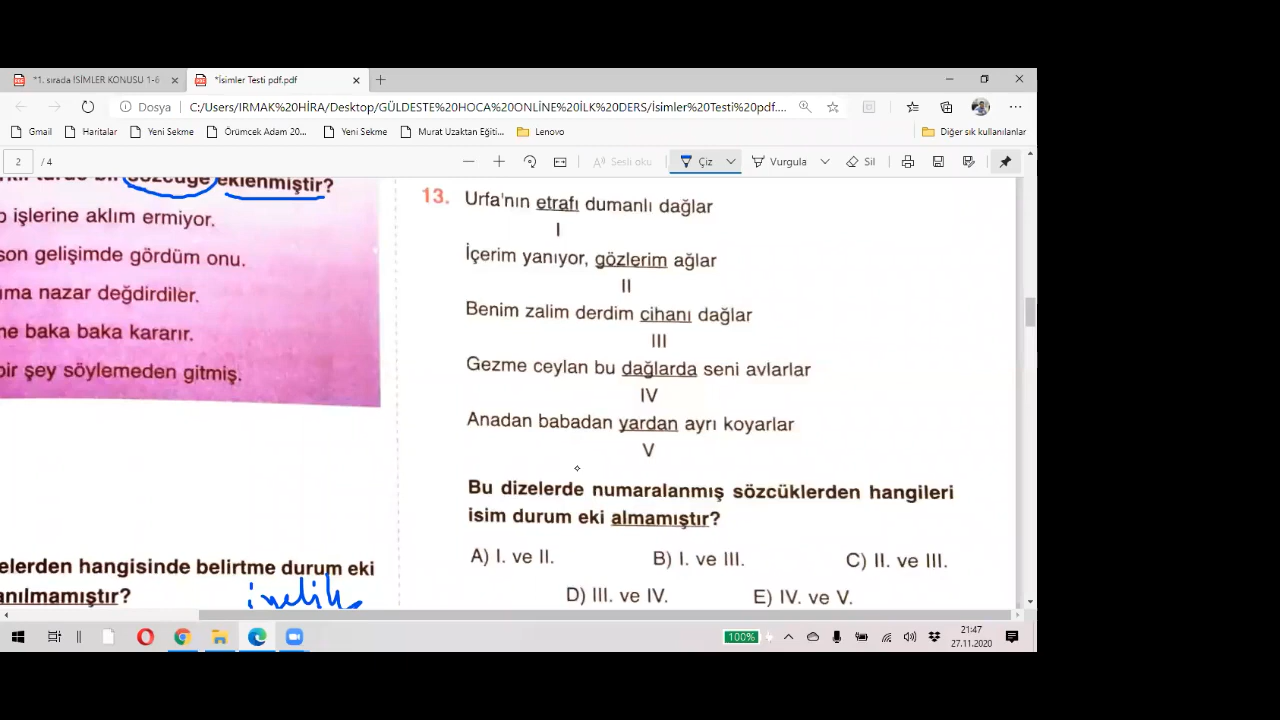 *1. sırada !SİMLER KONUSU 1-6
*İsimler Testi pdf.pdf
Dosya
C:/Users/IRMAK%20HİRA/Desktop/GÜLDESTE%20HOCA%20ONLİNE%20İLK%20DERS/İsimler%20Testi%20pdf....
Gmail
Haritalar
Yeni Sekme
Örümcek Adam 20...
Yeni Sekme
Murat Uzaktan Eğiti...
Lenovo
Diğer sık kullanılanlar
2 / 4
Sesli oku
Çiz
Vurgula
Sil
bir sözcüğe eklenmiştir?
işlerine aklım ermiyor.
son gelişimde gördüm onu.
nazar değdirdiler.
baka baka kararır.
bir şey söylemeden gitmiş.
hangisinde belirtme durum eki
13. Urfa'nın etrafı dumanlı dağlar
I
İçerim yanıyor, gözlerim ağlar
II
Benim zalim derdim cihanı dağlar
III
Gezme ceylan bu dağlarda seni avlarlar
IV
Anadan babadan yardan ayrı koyarlar
V
Bu dizelerde numaralanmış sözcüklerden hangileri
isim durum eki almamıştır?
A) I. ve II. B) I. ve III. C) II. ve III.
D) III. ve IV. E) IV. ve V.
100%
21:47
27.11.2020